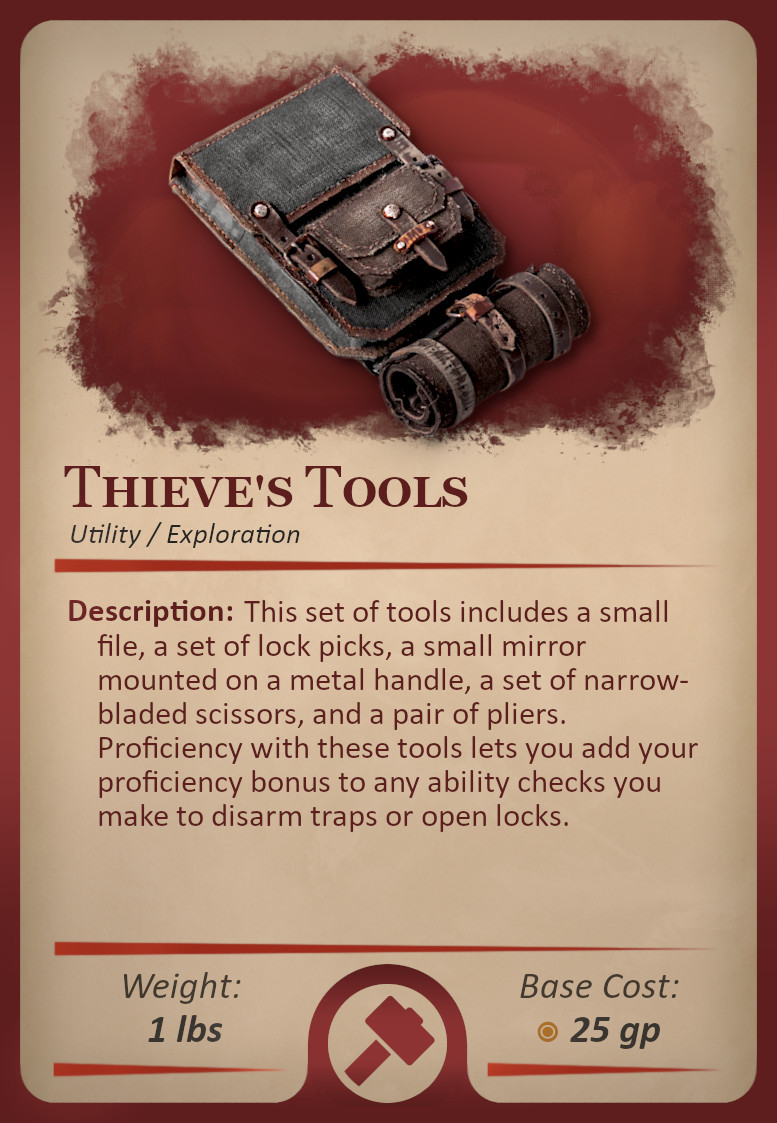 Thieve's Tools
Utility / Exploration
Description: This set of tools includes a small
file, a set of lock picks, a small mirror
mounted on a metal handle, a set of narrow-
bladed scissors, and a pair of pliers.
Proficiency with these tools lets you add your
proficiency bonus to any ability checks you
make to disarm traps or open locks.
Weight:
1 lbs
Base Cost:
25 gp